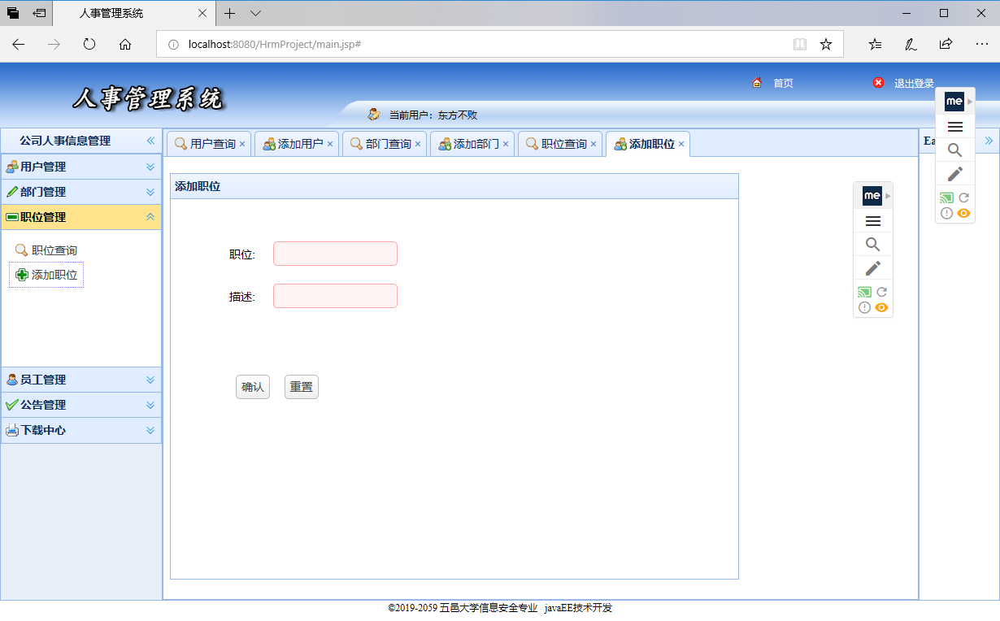 人事管理系统
localhost:8080/HrmProject/main.jsp#
人事管理系统
首页
退出登录
当前用户：东方不败
me
公司人事信息管理
用户查询 添加用户 部门查询 添加部门 职位查询 添加职位
Ea
用户管理
部门管理
职位管理
职位查询
添加职位
员工管理
公告管理
下载中心
添加职位
职位:
描述:
确认 重置
me
©2019-2059 五邑大学信息安全专业 javaEE技术开发